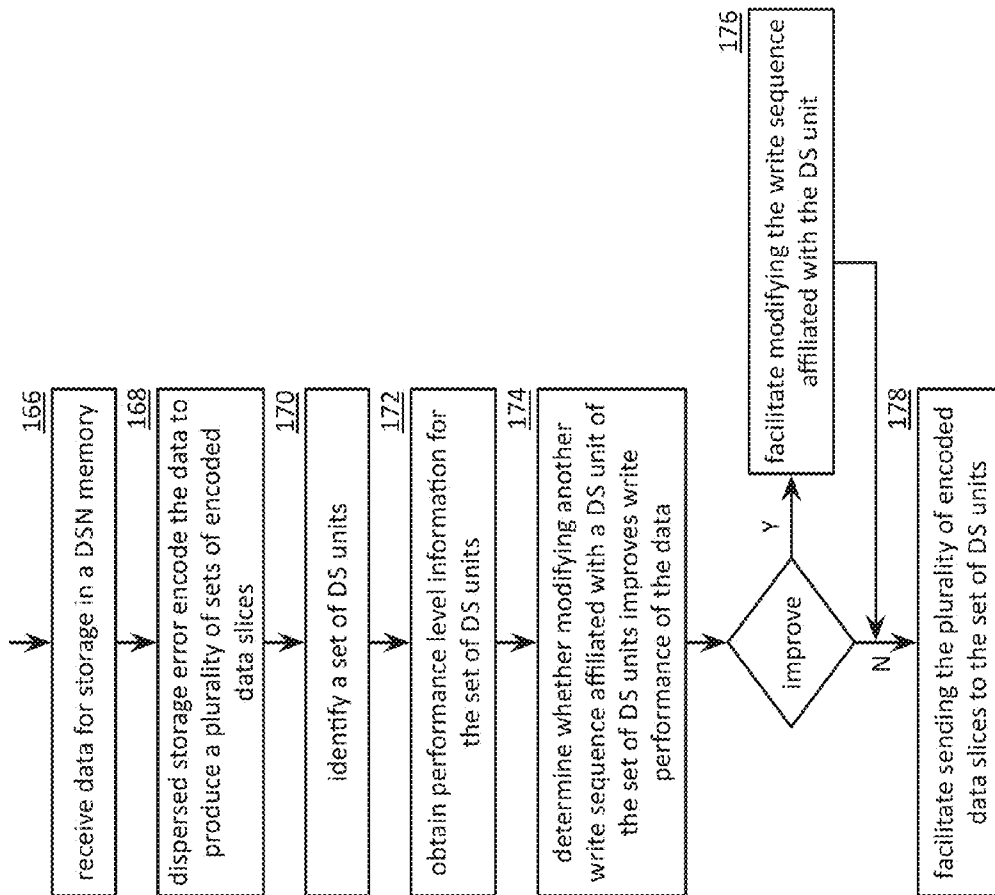 166
receive data for storage in a DSN memory
168
dispersed storage error encode the data to
produce a plurality of sets of encoded
data slices
170
identify a set of DS units
172
obtain performance level information for
the set of DS units
174
determine whether modifying another
write sequence affiliated with a DS unit of
the set of DS units improves write
performance of the data
improve
Y
N
176
facilitate modifying the write sequence
affiliated with the DS unit
178
facilitate sending the plurality of encoded
data slices to the set of DS units